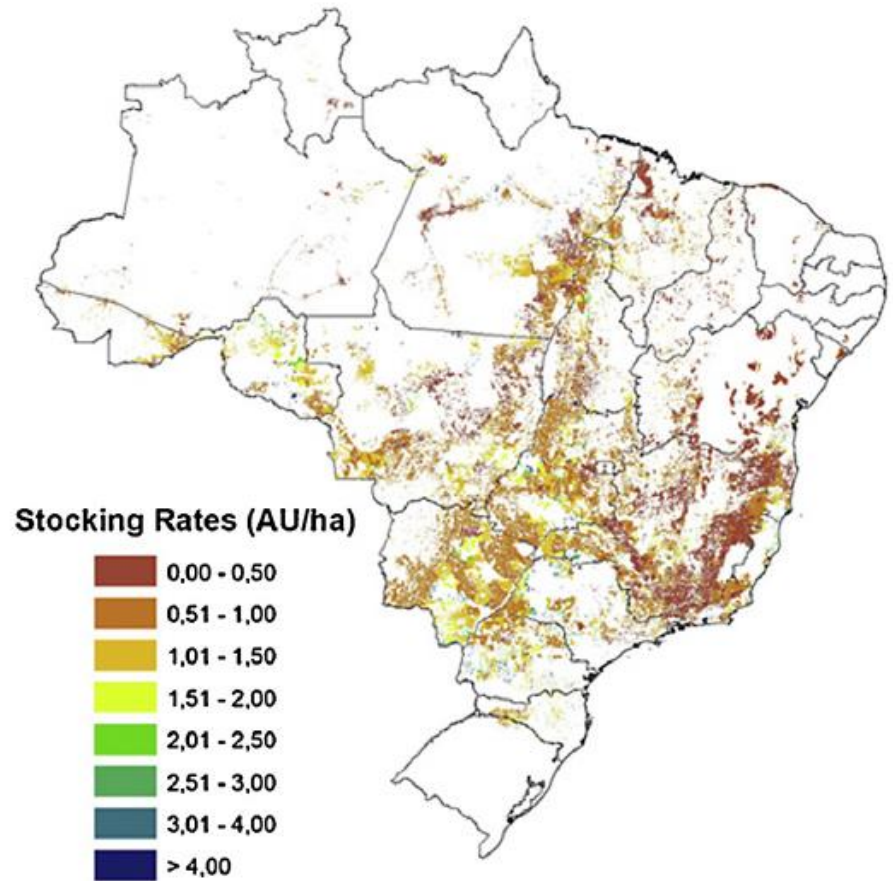 Stocking Rates (AU/ha)
0,00 - 0,50
0,51 - 1,00
1,01 - 1,50
1,51 - 2,00
2,01 - 2,50
2,51 - 3,00
3,01 - 4,00
> 4,00